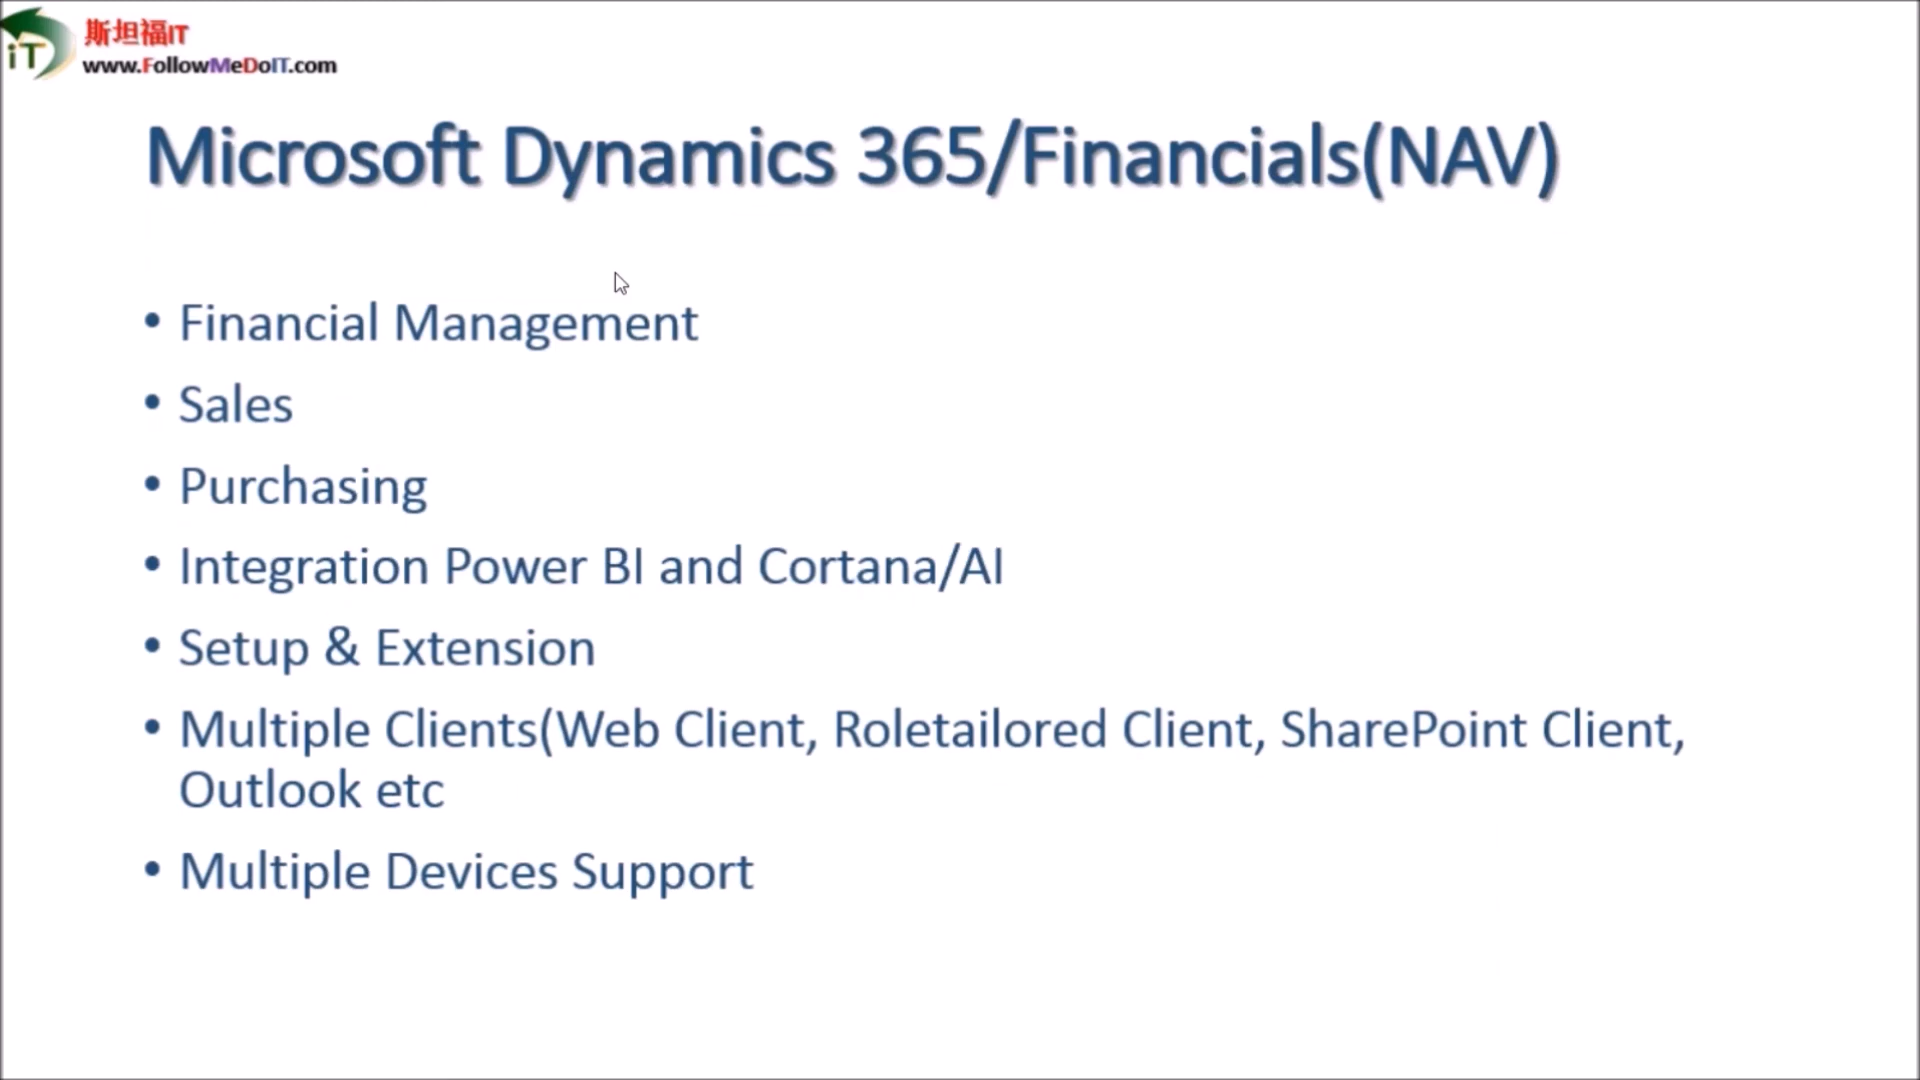 iT
斯坦福IT
www.FollowMeDoIT.com
Microsoft Dynamics 365/Financials(NAV)
• Financial Management
• Sales
• Purchasing
• Integration Power BI and Cortana/AI
• Setup & Extension
• Multiple Clients(Web Client, Roletailored Client, SharePoint Client,
Outlook etc
• Multiple Devices Support